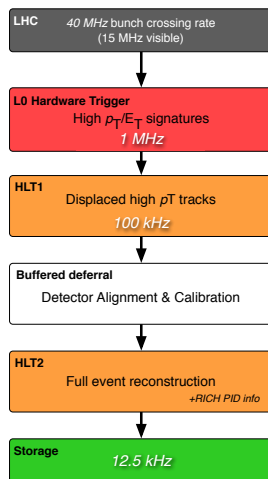 LHC
40 MHz bunch crossing rate
(15 MHz visible)
L0 Hardware Trigger
High pT/ET signatures
1 MHz
HLT1
Displaced high pT tracks
100 kHz
Buffered deferral
Detector Alignment & Calibration
HLT2
Full event reconstruction
+RICH PID info
Storage
12.5 kHz